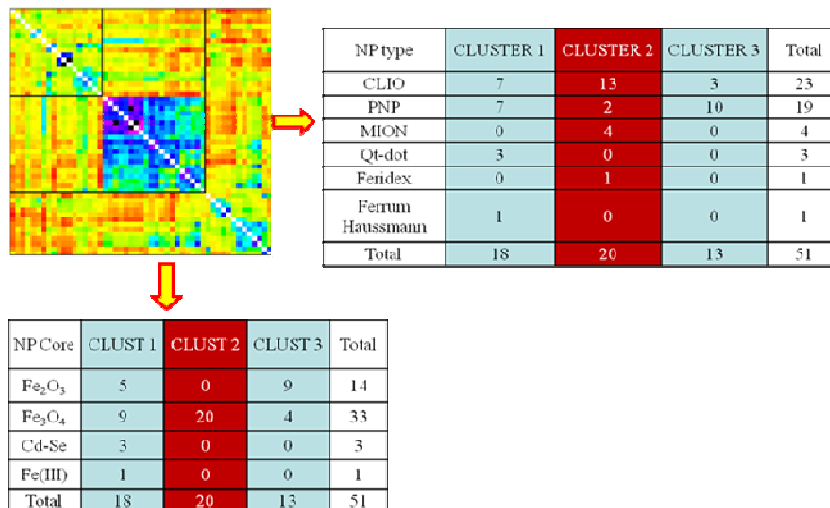 NP type CLUSTER 1 CLUSTER 2 CLUSTER 3 Total
CLIO 7 13 3 23
PNP 7 2 10 19
MION 0 4 0 4
Qt-dot 3 0 0 3
Feridex 0 1 0 1
Ferrum Haussmann 1 0 0 1
Total 18 20 13 51
NP Core CLUST 1 CLUST 2 CLUST 3 Total
Fe₂O₃ 5 0 9 14
Fe₃O₄ 9 20 4 33
Cd-Se 3 0 0 3
Fe(III) 1 0 0 1
Total 18 20 13 51